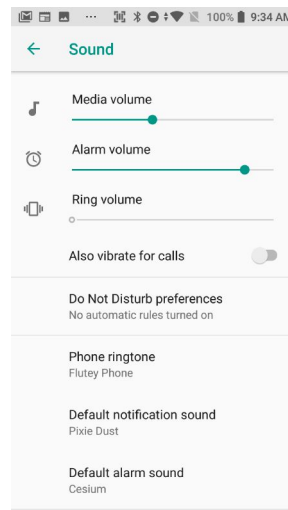 100% 9:34 AM
Sound
Media volume
Alarm volume
Ring volume
Also vibrate for calls
Do Not Disturb preferences
No automatic rules turned on
Phone ringtone
Flutey Phone
Default notification sound
Pixie Dust
Default alarm sound
Cesium